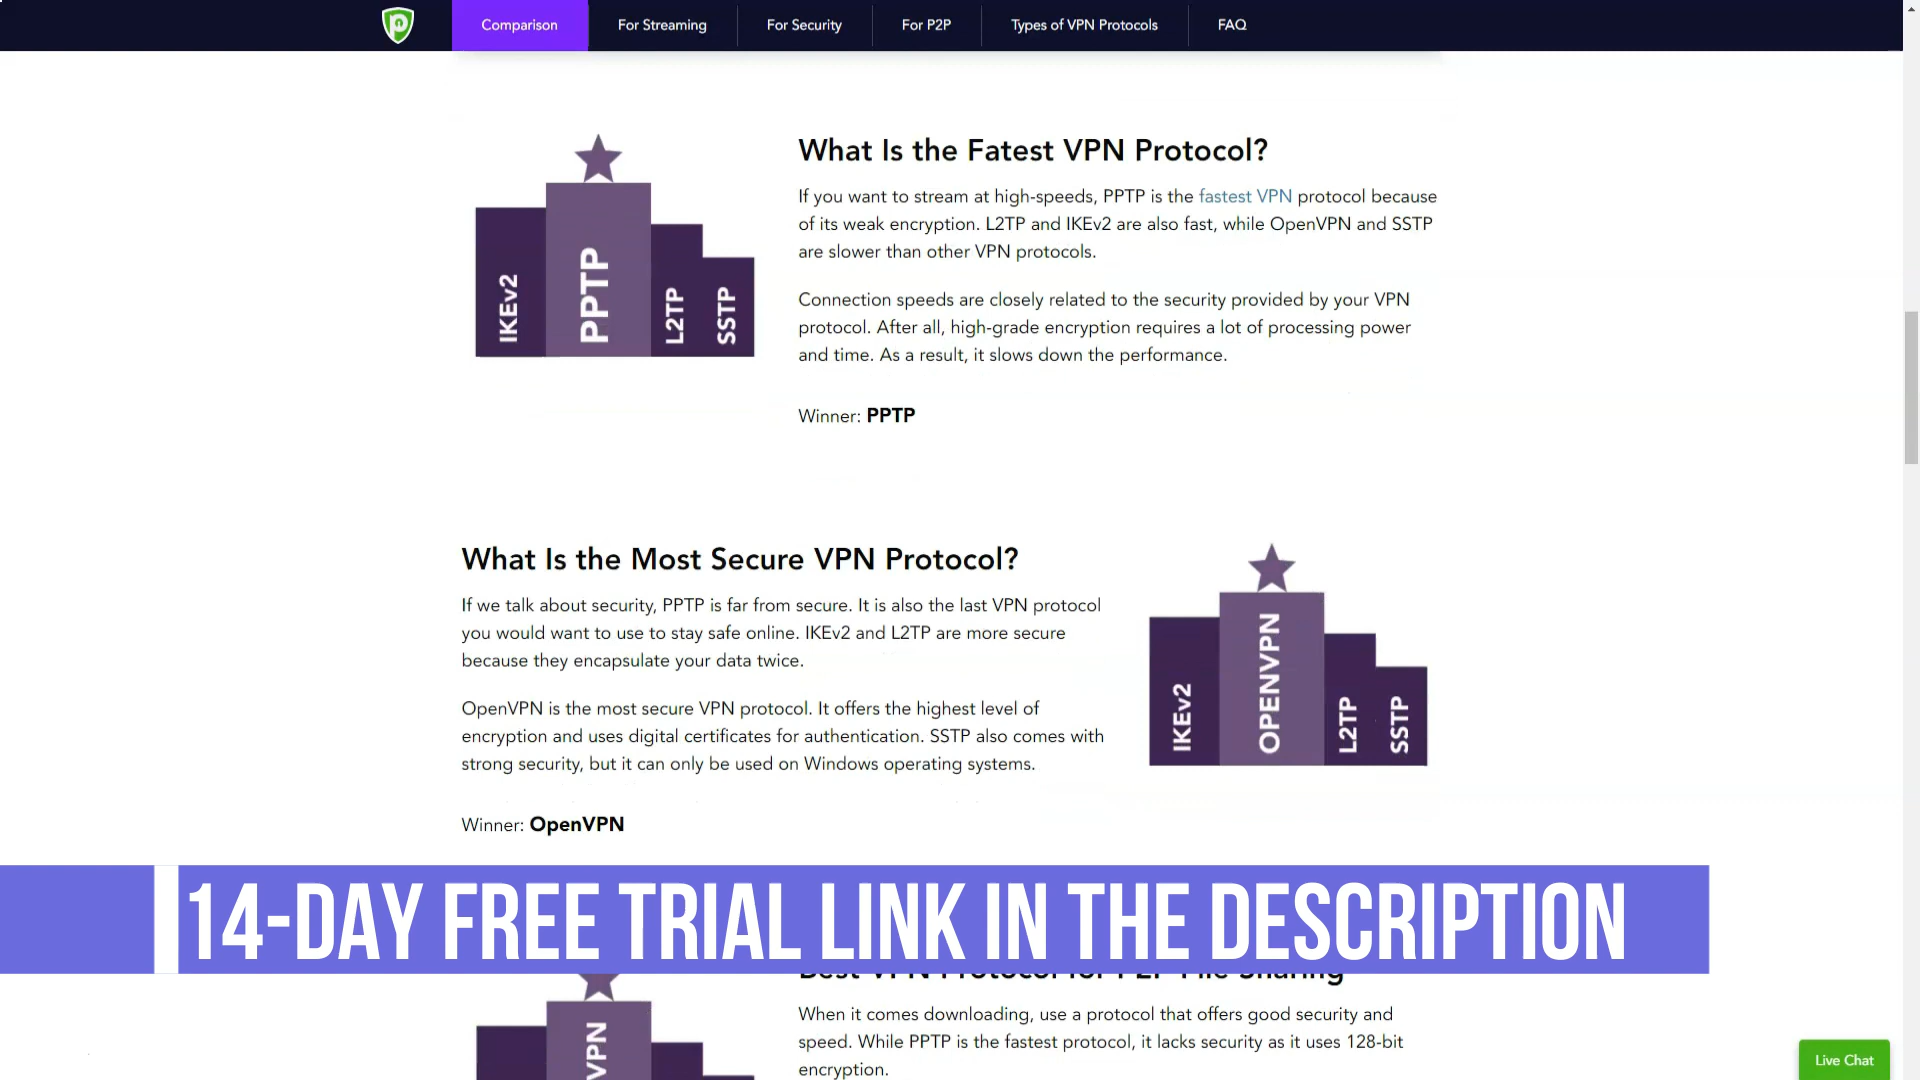 Comparison
For Streaming
For Security
For P2P
Types of VPN Protocols
FAQ
What Is the Fatest VPN Protocol?
If you want to stream at high-speeds, PPTP is the fastest VPN protocol because
of its weak encryption. L2TP and IKEv2 are also fast, while OpenVPN and SSTP
are slower than other VPN protocols.
Connection speeds are closely related to the security provided by your VPN
protocol. After all, high-grade encryption requires a lot of processing power
and time. As a result, it slows down the performance.
Winner: PPTP
IKEv2
PPTP
L2TP
SSTP
What Is the Most Secure VPN Protocol?
If we talk about security, PPTP is far from secure. It is also the last VPN protocol
you would want to use to stay safe online. IKEv2 and L2TP are more secure
because they encapsulate your data twice.
OpenVPN is the most secure VPN protocol. It offers the highest level of
encryption and uses digital certificates for authentication. SSTP also comes with
strong security, but it can only be used on Windows operating systems.
Winner: OpenVPN
IKEv2
OPENVPN
L2TP
SSTP
14-DAY FREE TRIAL LINK IN THE DESCRIPTION
Best VPN Protocol for P2P File Sharing
When it comes downloading, use a protocol that offers good security and
speed. While PPTP is the fastest protocol, it lacks security as it uses 128-bit
encryption.
VPN
Live Chat